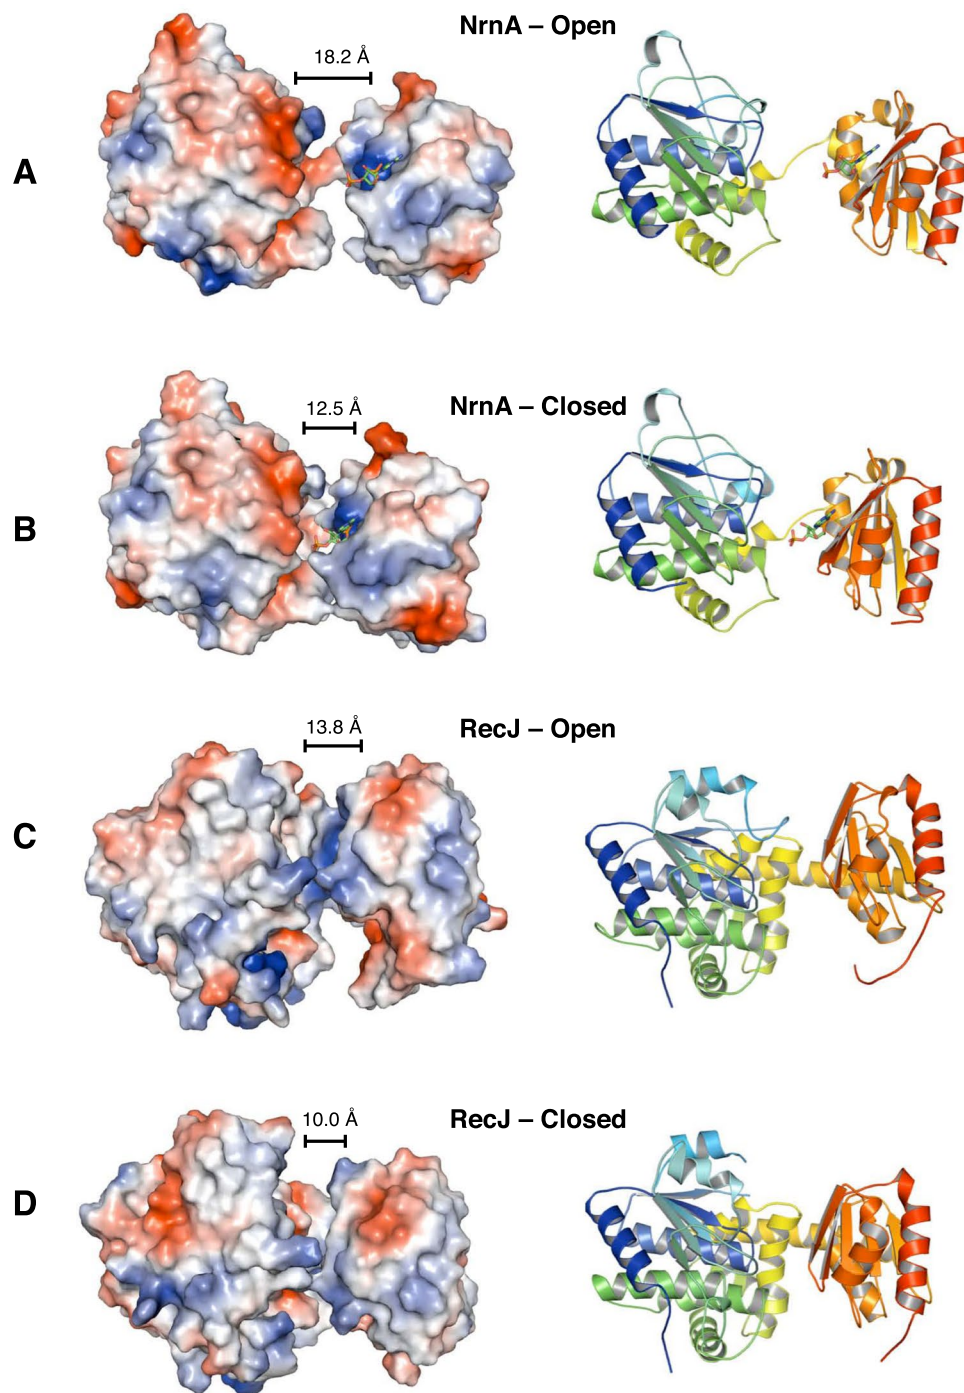 NrnA – Open
18.2 Å
A
NrnA – Closed
12.5 Å
B
RecJ – Open
13.8 Å
C
RecJ – Closed
10.0 Å
D